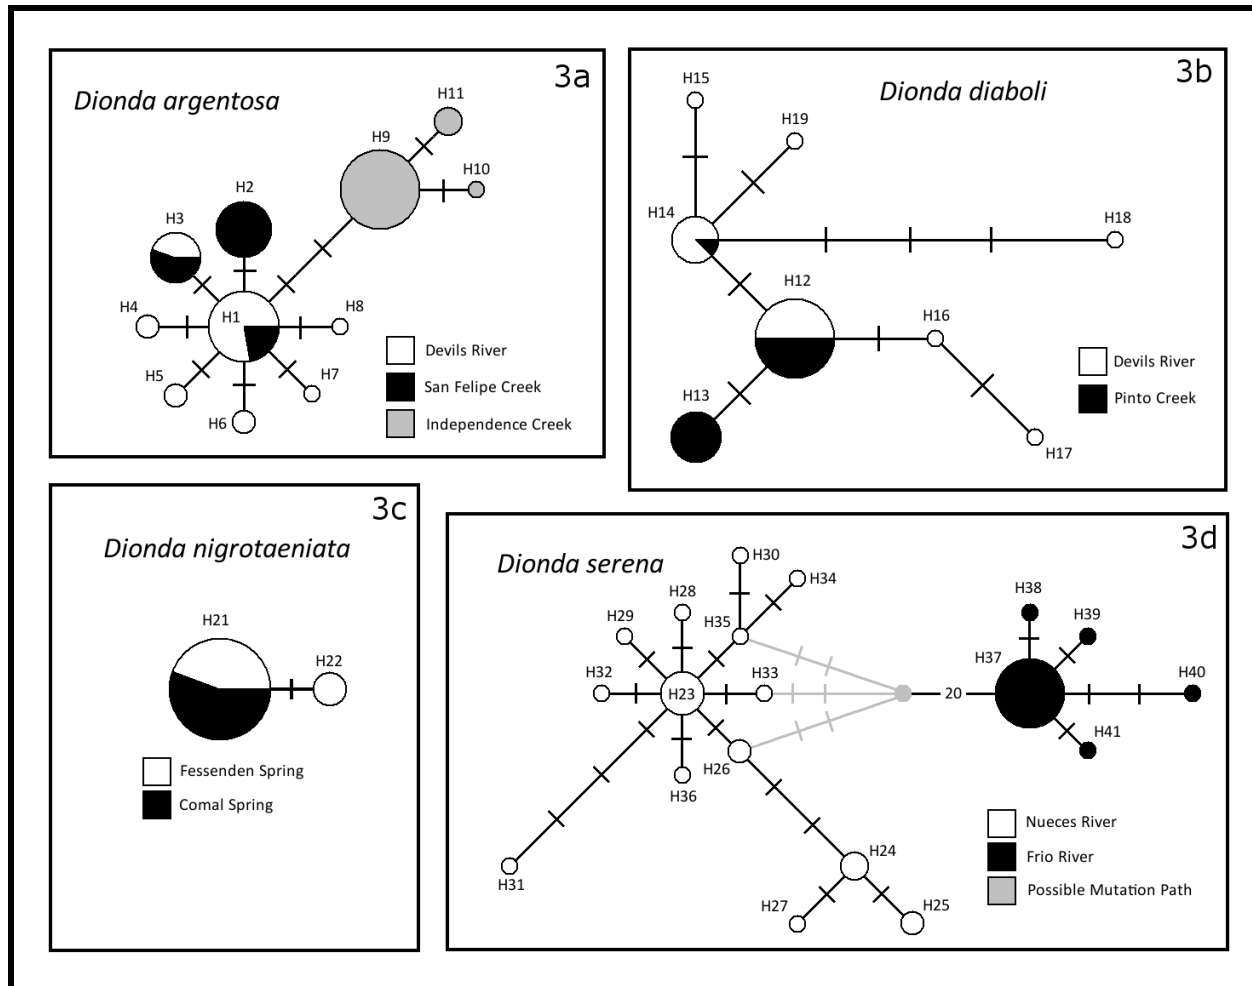 3a
Dionda argentosa
H11
H9
H10
H2
H3
H4
H1
H8
H5
H7
H6
Devils River
San Felipe Creek
Independence Creek
3b
Dionda diaboli
H15
H19
H14
H18
H12
H16
H13
H17
Devils River
Pinto Creek
3c
Dionda nigrotaeniata
H21
H22
Fessenden Spring
Comal Spring
3d
Dionda serena
H30
H34
H28
H29
H35
H32
H23
H33
H26
H36
H31
H24
H27
H25
20
H38
H39
H37
H40
H41
Nueces River
Frio River
Possible Mutation Path